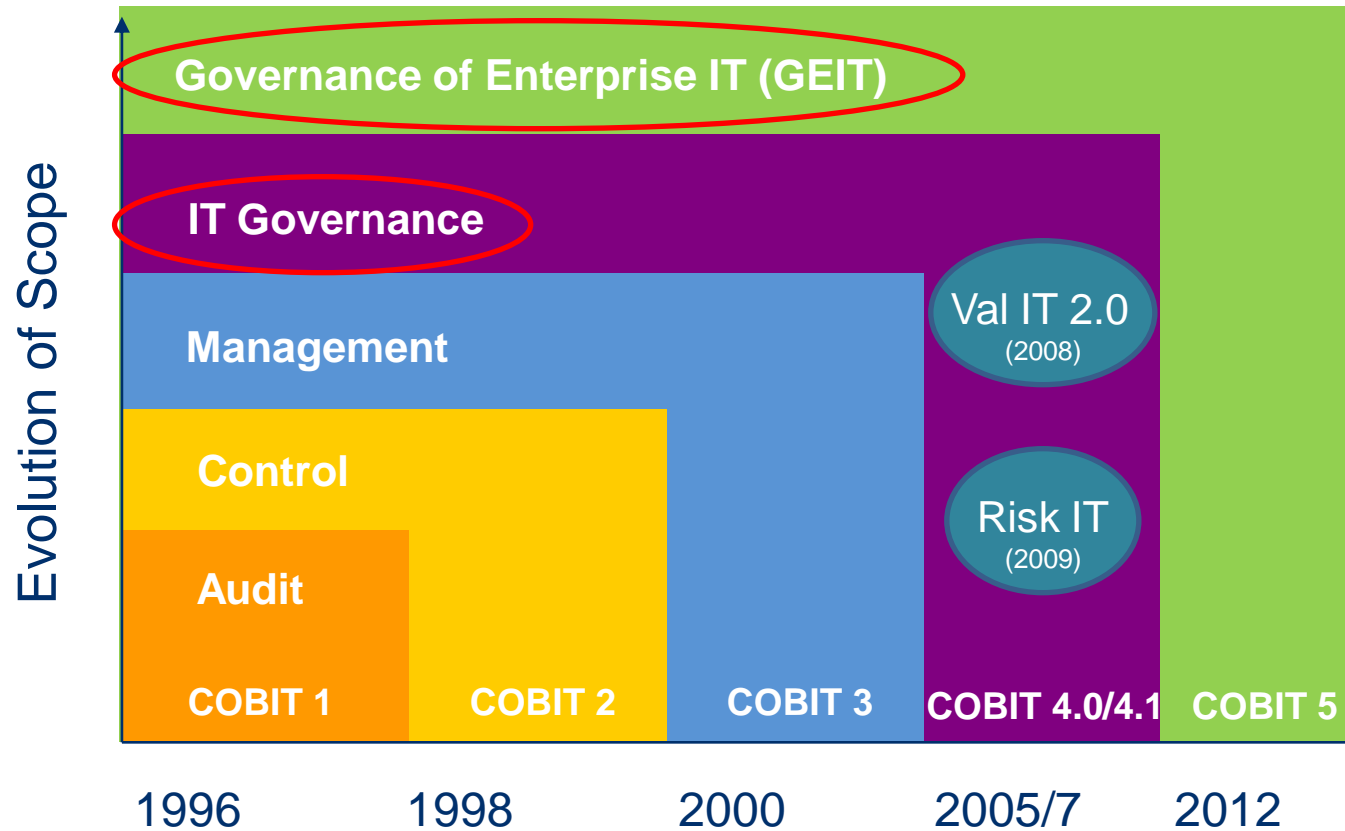 Evolution of Scope
Governance of Enterprise IT (GEIT)
IT Governance
Management
Val IT 2.0
(2008)
Control
Risk IT
(2009)
Audit
COBIT 1
COBIT 2
COBIT 3
COBIT 4.0/4.1
COBIT 5
1996
1998
2000
2005/7
2012